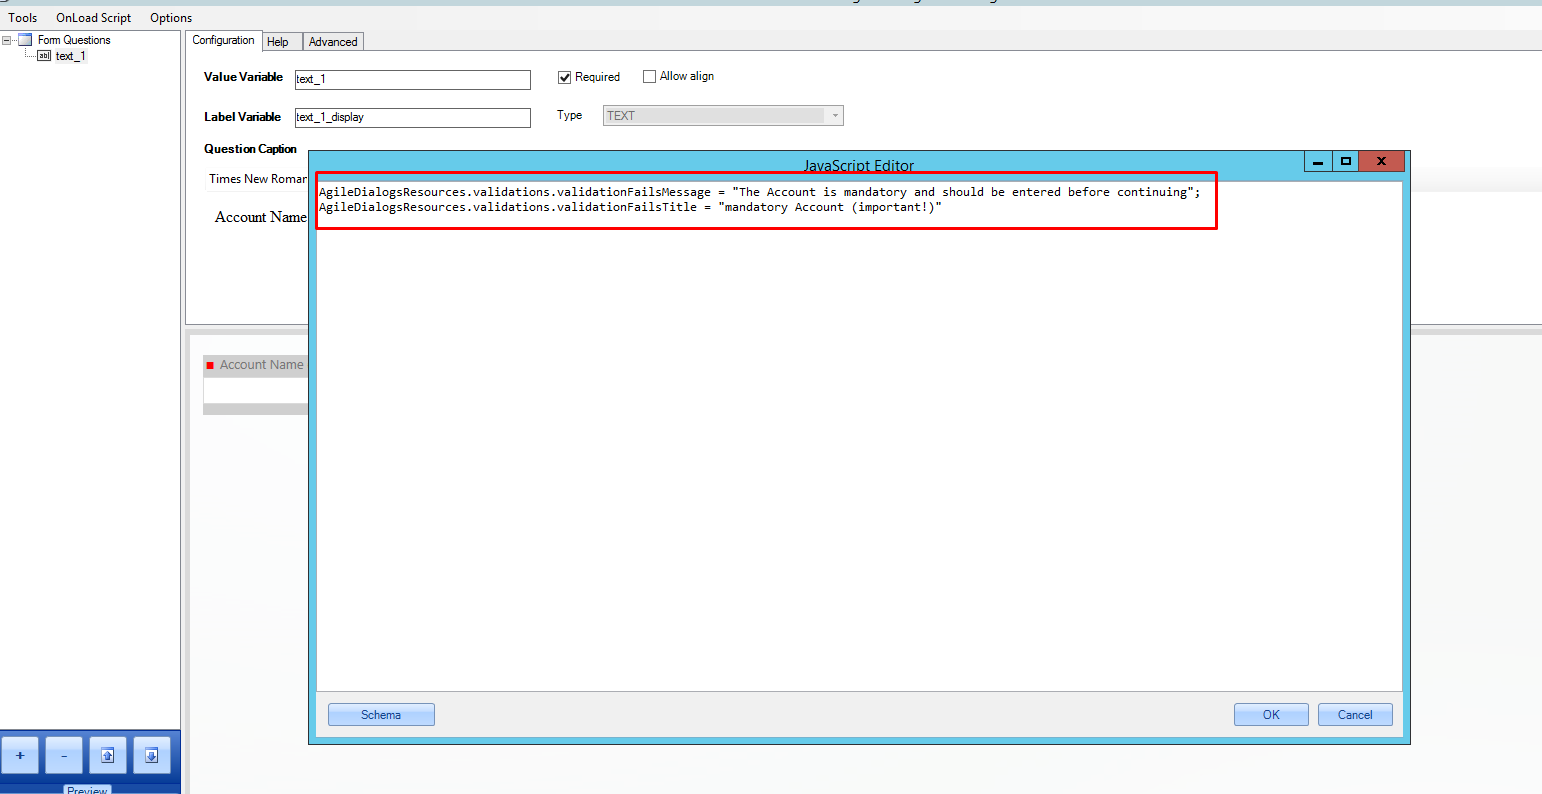 Tools OnLoad Script Options
Form Questions
text_1
Configuration Help Advanced
Value Variable text_1 Required Allow align
Label Variable text_1_display Type TEXT
Question Caption
Times New Roman
Account Name
JavaScript Editor
AgileDialogsResources.validations.validationFailsMessage = "The Account is mandatory and should be entered before continuing";
AgileDialogsResources.validations.validationFailsTitle = "mandatory Account (important!)"
Account Name
Schema OK Cancel
Preview